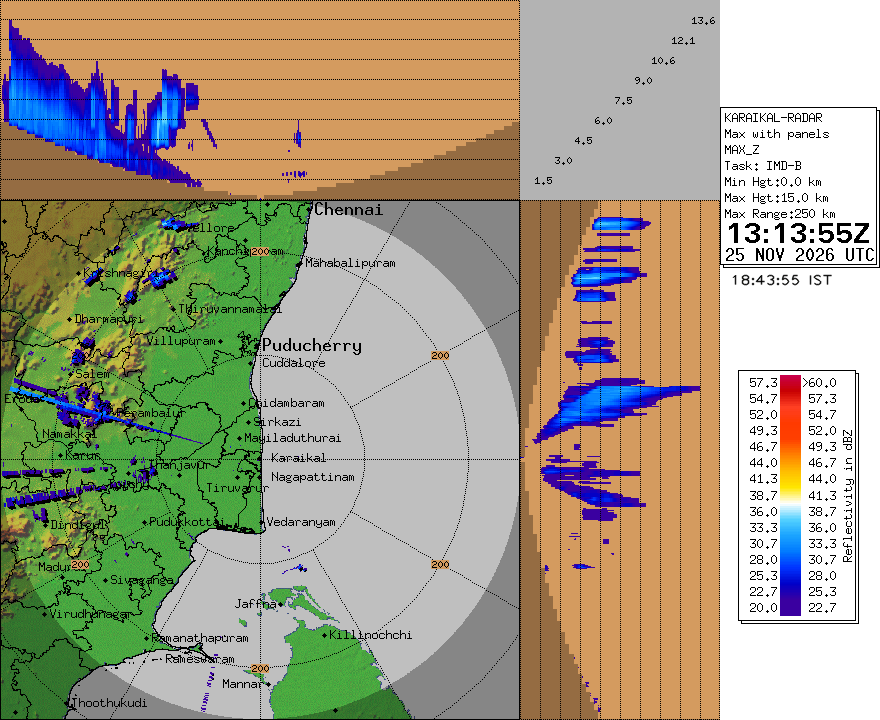 13.6
12.1
10.6
9.0
7.5
6.0
4.5
3.0
1.5
KARAIKAL-RADAR
Max with panels
MAX_Z
Task: IMD-B
Min Hgt:0.0 km
Max Hgt:15.0 km
Max Range:250 km
13:13:55Z
25 NOV 2026 UTC
18:43:55 IST
Chennai
200
Mahabalipuram
Krishnagiri
Thiruvannamalai
Dharmapuri
Villupuram
Puducherry
200
Cuddalore
Salem
Chidambaram
Perambalur
Sirkazi
Namakkal
Mayiladuthurai
Karur
Karaikal
Thanjavur
Nagapattinam
Tiruvarur
Dindigul
Pudukkottai
Vedaranyam
200
200
Sivaganga
Jaffna
Virudhunagar
Ramanathapuram
Killinochchi
Rameswaram
200
Mannar
Thoothukudi
57.3 >60.0
54.7 57.3
52.0 54.7
49.3 52.0
46.7 49.3
44.0 46.7
41.3 44.0
38.7 41.3
36.0 38.7
33.3 36.0
30.7 33.3
28.0 30.7
25.3 28.0
22.7 25.3
20.0 22.7
Reflectivity in dBZ